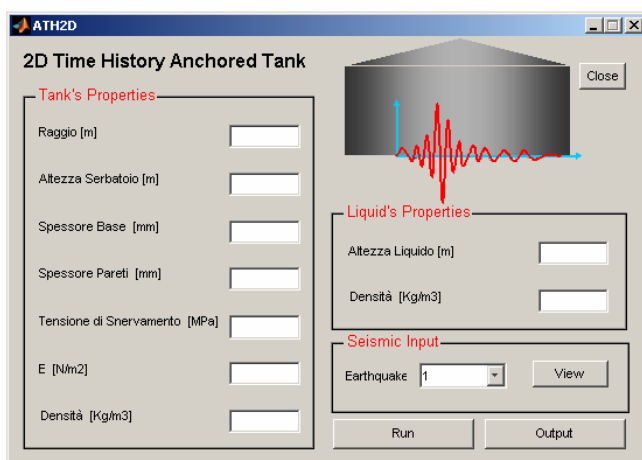 ATH2D
2D Time History Anchored Tank
Close
Tank's Properties
Raggio [m]
Altezza Serbatoio [m]
Spessore Base [mm]
Spessore Pareti [mm]
Tensione di Snervamento [MPa]
E [N/m2]
Densità [Kg/m3]
Liquid's Properties
Altezza Liquido [m]
Densità [Kg/m3]
Seismic Input
Earthquake 1 View
Run Output